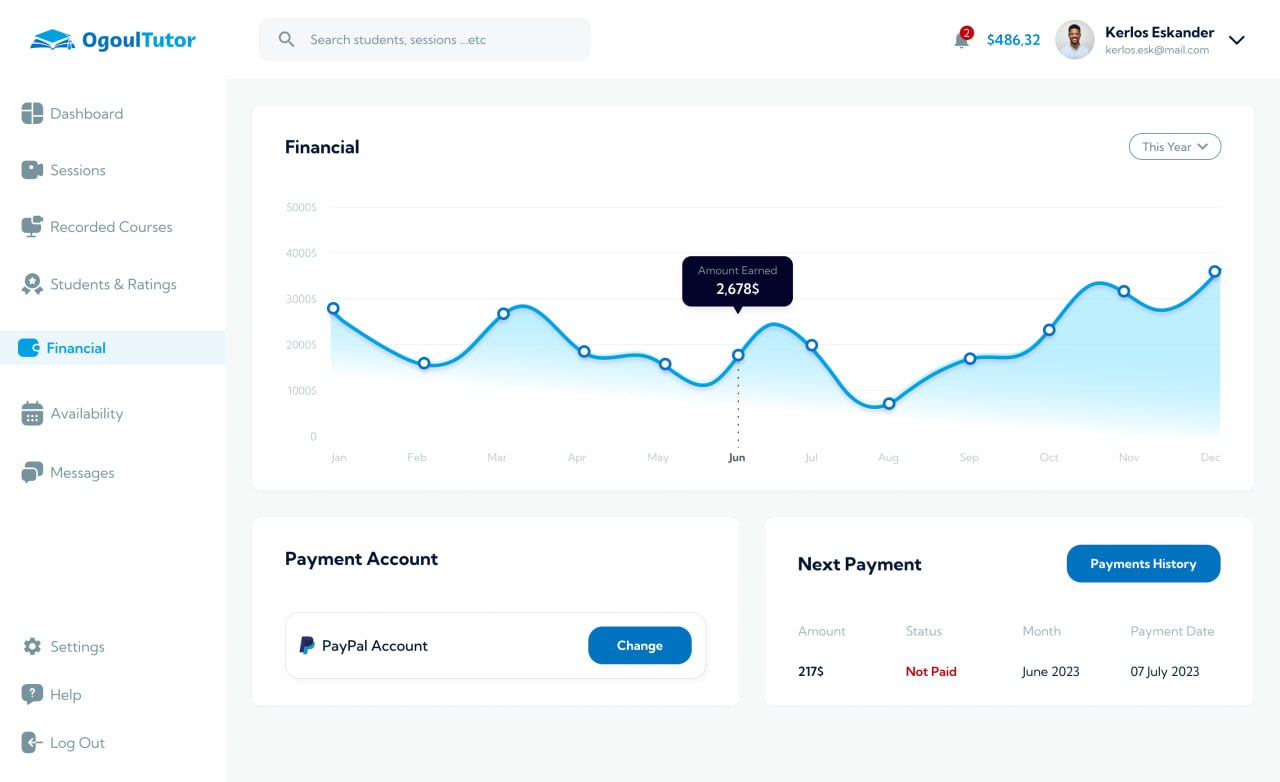 OgoulTutor
Search students, sessions ...etc
2
$486,32
Kerlos Eskander
kerlos.esk@mail.com
Dashboard
Sessions
Recorded Courses
Students & Ratings
Financial
Availability
Messages
Settings
Help
Log Out
Financial
This Year
5000$
4000$
3000$
2000$
1000$
0
Amount Earned
2,678$
Jan Feb Mar Apr May Jun Jul Aug Sep Oct Nov Dec
Payment Account
PayPal Account
Change
Next Payment
Payments History
Amount Status Month Payment Date
217$ Not Paid June 2023 07 July 2023